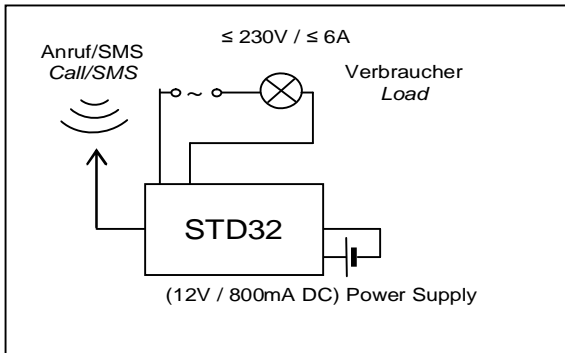 ≤ 230V / ≤ 6A
Anruf/SMS
Call/SMS
Verbraucher
Load
~
STD32
(12V / 800mA DC) Power Supply